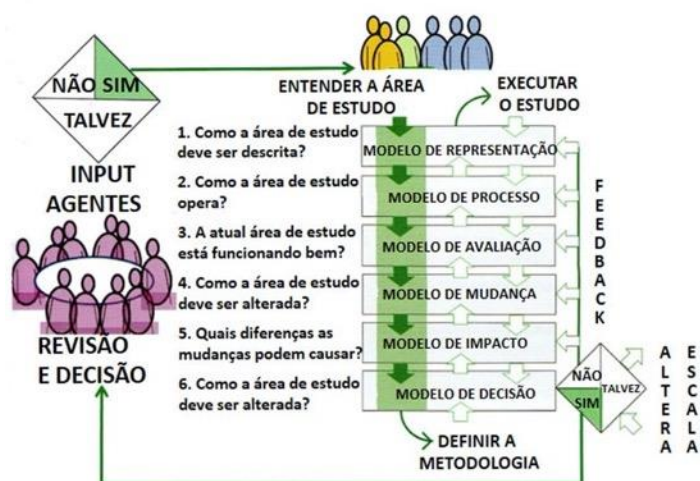 NÃO SIM
TALVEZ
INPUT
AGENTES
REVISÃO
E DECISÃO
ENTENDER A ÁREA
DE ESTUDO
EXECUTAR
O ESTUDO
1. Como a área de estudo
deve ser descrita?
MODELO DE REPRESENTAÇÃO
2. Como a área de estudo
opera?
MODELO DE PROCESSO
3. A atual área de estudo
está funcionando bem?
MODELO DE AVALIAÇÃO
4. Como a área de estudo
deve ser alterada?
MODELO DE MUDANÇA
5. Quais diferenças as
mudanças podem causar?
MODELO DE IMPACTO
6. Como a área de estudo
deve ser alterada?
MODELO DE DECISÃO
DEFINIR A
METODOLOGIA
FEEDBACK
NÃO
TALVEZ
SIM
ALTERA
ESCALA